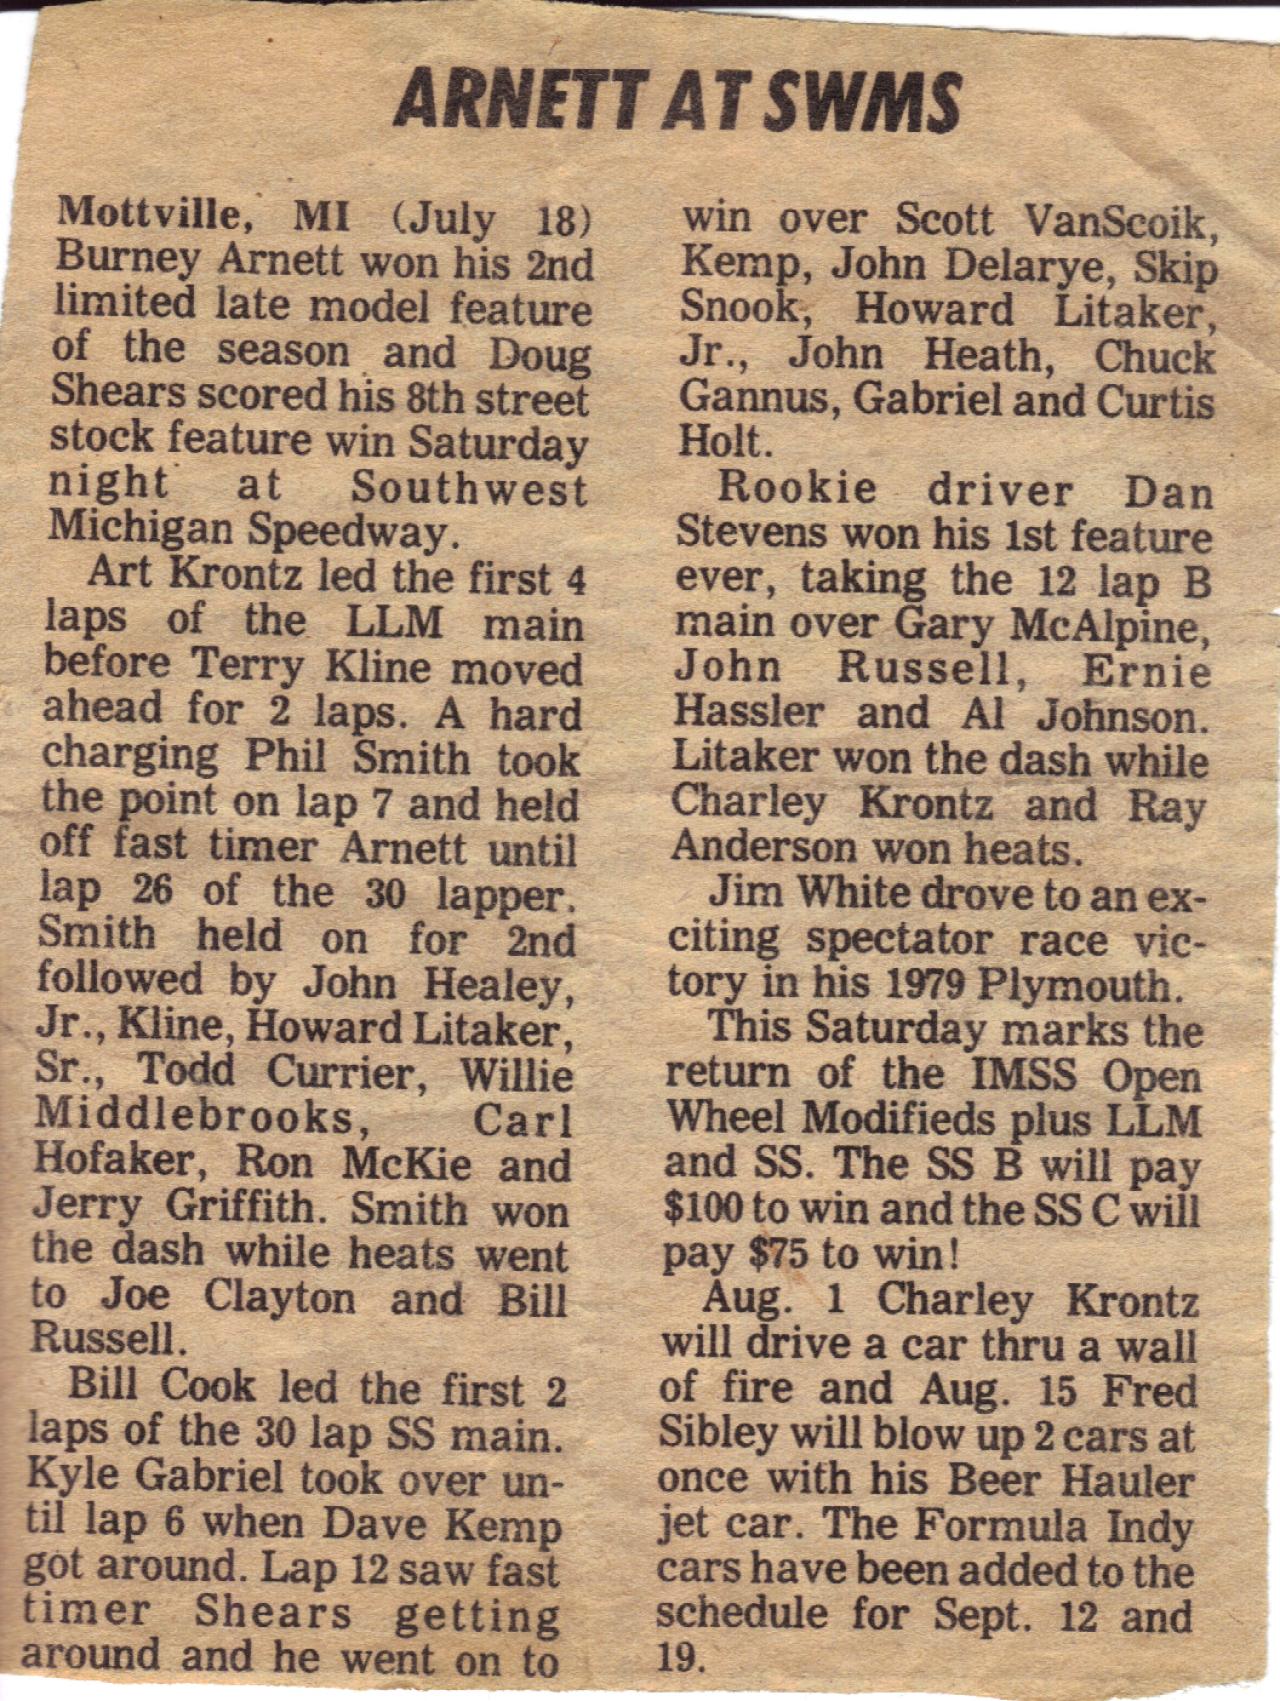 ARNETT AT SWMS
Mottville, MI (July 18)
Burney Arnett won his 2nd
limited late model feature
of the season and Doug
Shears scored his 8th street
stock feature win Saturday
night at Southwest
Michigan Speedway.
Art Krontz led the first 4
laps of the LLM main
before Terry Kline moved
ahead for 2 laps. A hard
charging Phil Smith took
the point on lap 7 and held
off fast timer Arnett until
lap 26 of the 30 lapper.
Smith held on for 2nd
followed by John Healey,
Jr., Kline, Howard Litaker,
Sr., Todd Currier, Willie
Middlebrooks, Carl
Hofaker, Ron McKie and
Jerry Griffith. Smith won
the dash while heats went
to Joe Clayton and Bill
Russell.
Bill Cook led the first 2
laps of the 30 lap SS main.
Kyle Gabriel took over un-
til lap 6 when Dave Kemp
got around. Lap 12 saw fast
timer Shears getting
around and he went on to
win over Scott VanScoik,
Kemp, John Delarye, Skip
Snook, Howard Litaker,
Jr., John Heath, Chuck
Gannus, Gabriel and Curtis
Holt.
Rookie driver Dan
Stevens won his 1st feature
ever, taking the 12 lap B
main over Gary McAlpine,
John Russell, Ernie
Hassler and Al Johnson.
Litaker won the dash while
Charley Krontz and Ray
Anderson won heats.
Jim White drove to an ex-
citing spectator race vic-
tory in his 1979 Plymouth.
This Saturday marks the
return of the IMSS Open
Wheel Modifieds plus LLM
and SS. The SS B will pay
$100 to win and the SS C will
pay $75 to win!
Aug. 1 Charley Krontz
will drive a car thru a wall
of fire and Aug. 15 Fred
Sibley will blow up 2 cars at
once with his Beer Hauler
jet car. The Formula Indy
cars have been added to the
schedule for Sept. 12 and
19.